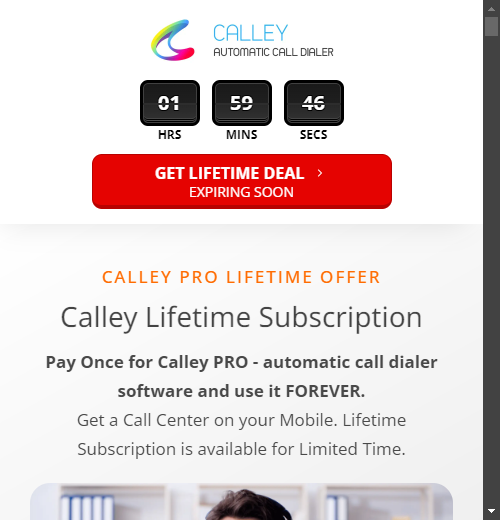 CALLEY
AUTOMATIC CALL DIALER
01 59 46
HRS MINS SECS
GET LIFETIME DEAL
EXPIRING SOON
CALLEY PRO LIFETIME OFFER
Calley Lifetime Subscription
Pay Once for Calley PRO - automatic call dialer
software and use it FOREVER.
Get a Call Center on your Mobile. Lifetime
Subscription is available for Limited Time.